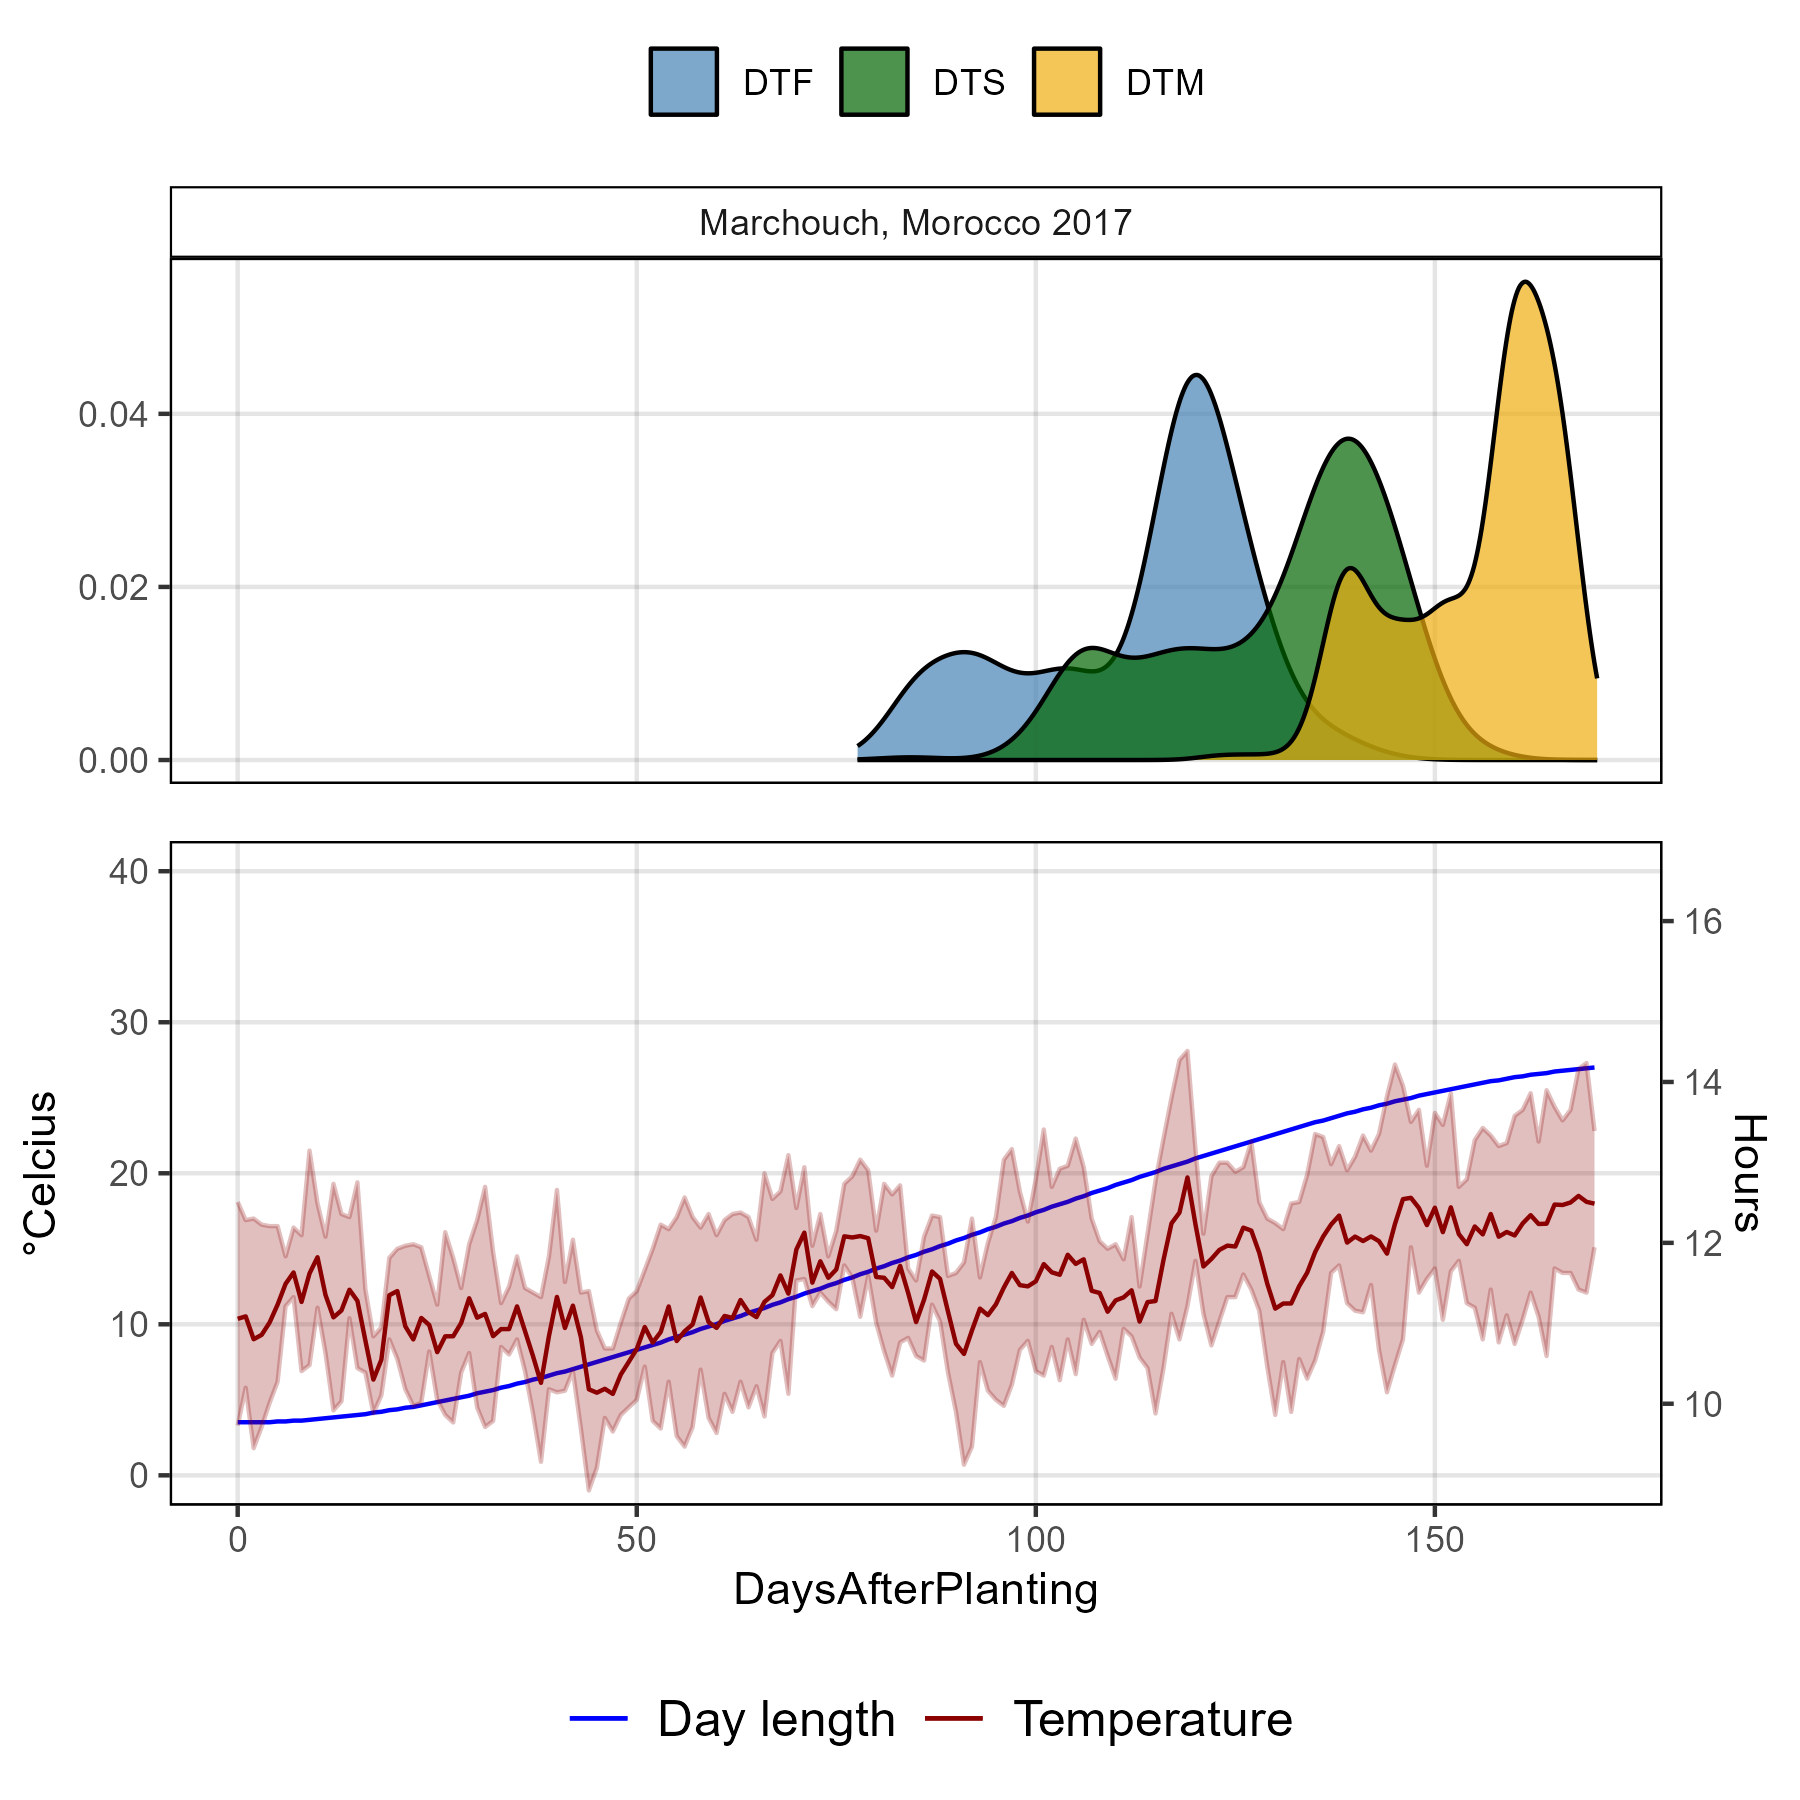 DTF DTS DTM
Marchouch, Morocco 2017
0.04
0.02
0.00
40
30
20
10
0
°Celcius
16
14
12
10
Hours
0 50 100 150
DaysAfterPlanting
Day length Temperature